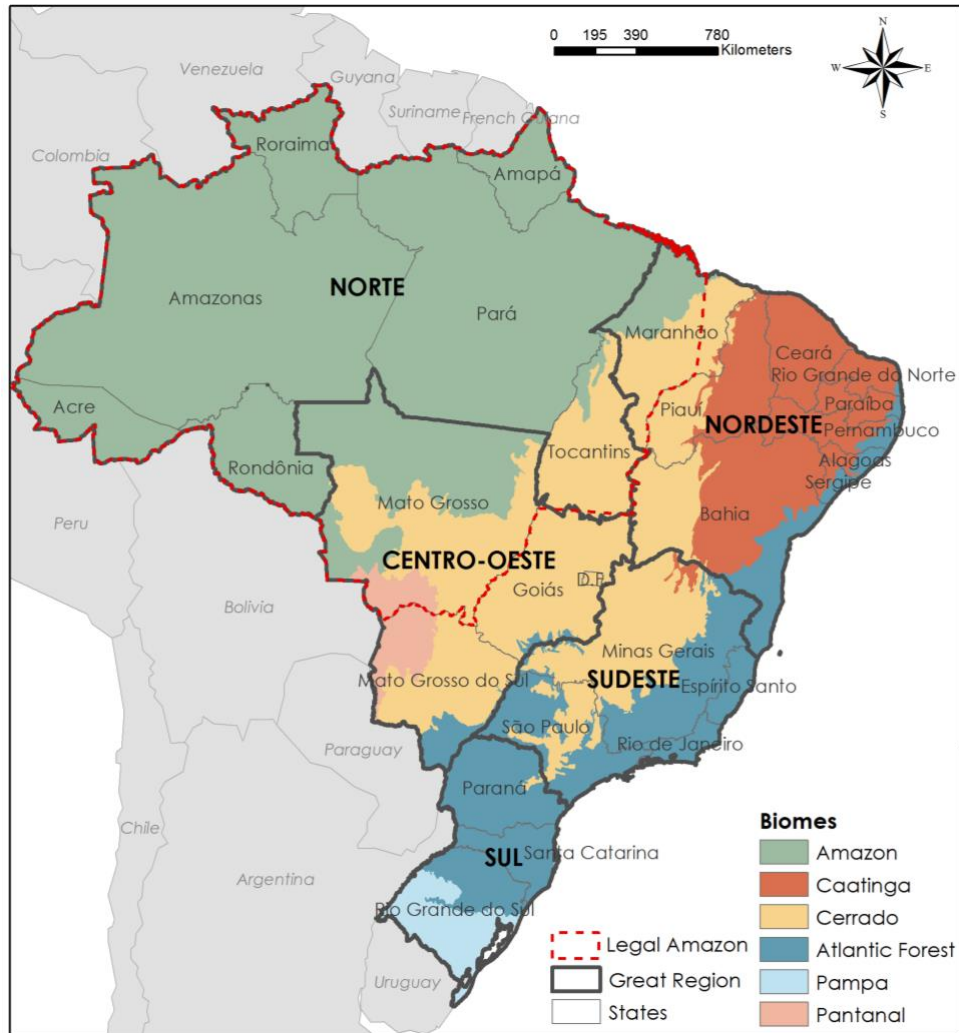 0 195 390 780
Kilometers
N
W E
S
Venezuela
Guyana
Suriname
French Guiana
Colombia
Roraima
Amapá
Amazonas
NORTE
Pará
Maranhão
Ceará
Rio Grande do Norte
Acre
Piauí
Paraíba
NORDESTE
Pernambuco
Rondônia
Tocantins
Alagoas
Sergipe
Mato Grosso
Bahia
Peru
CENTRO-OESTE
D.F.
Goiás
Bolivia
Minas Gerais
Mato Grosso do Sul
SUDESTE
Espírito Santo
São Paulo
Rio de Janeiro
Paraguay
Paraná
Chile
SUL
Santa Catarina
Argentina
Rio Grande do Sul
Uruguay
Biomes
Amazon
Caatinga
Cerrado
Atlantic Forest
Pampa
Pantanal
Legal Amazon
Great Region
States